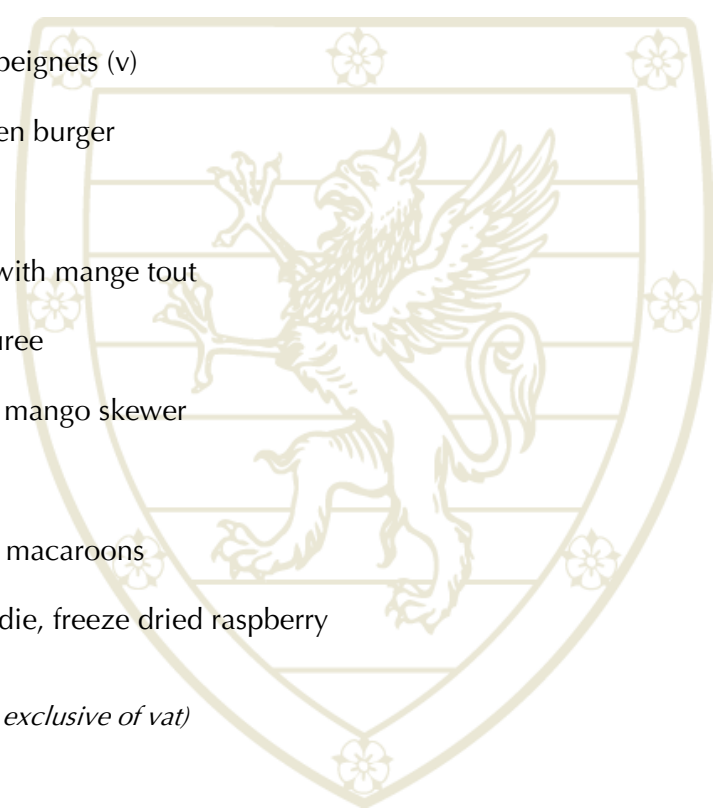 beignets (v)
en burger
with mange tout
uree
mango skewer
macaroons
die, freeze dried raspberry
exclusive of vat)